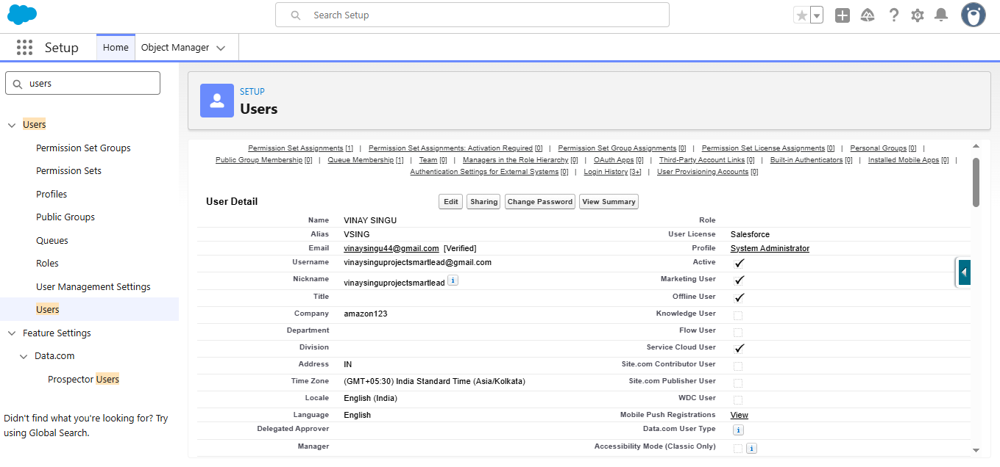 Search Setup
Setup Home Object Manager
users
Users
Permission Set Groups
Permission Sets
Profiles
Public Groups
Queues
Roles
User Management Settings
Users
Feature Settings
Data.com
Prospector Users
Didn't find what you're looking for? Try
using Global Search.
SETUP
Users
Permission Set Assignments [1] | Permission Set Assignments: Activation Required [0] | Permission Set Group Assignments [0] | Permission Set License Assignments [0] | Personal Groups [0] |
Public Group Membership [0] | Queue Membership [1] | Team [0] | Managers in the Role Hierarchy [0] | OAuth Apps [0] | Third-Party Account Links [0] | Built-in Authenticators [0] | Installed Mobile Apps [0] |
Authentication Settings for External Systems [0] | Login History [3+] | User Provisioning Accounts [0]
User Detail Edit Sharing Change Password View Summary
Name VINAY SINGU Role
Alias VSING User License Salesforce
Email vinaysingu44@gmail.com [Verified] Profile System Administrator
Username vinaysinguprojectsmartlead@gmail.com Active
Nickname vinaysinguprojectsmartlead i Marketing User
Title Offline User
Company amazon123 Knowledge User
Department Flow User
Division Service Cloud User
Address IN Site.com Contributor User
Time Zone (GMT+05:30) India Standard Time (Asia/Kolkata) Site.com Publisher User
Locale English (India) WDC User
Language English Mobile Push Registrations View
Delegated Approver Data.com User Type i
Manager Accessibility Mode (Classic Only) i